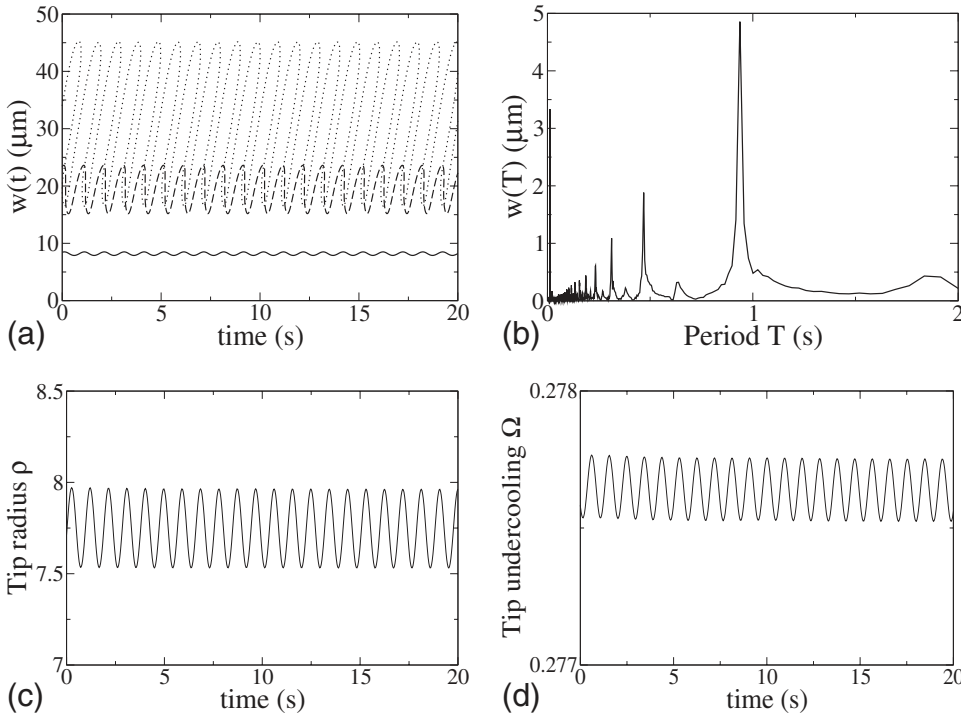 50
40
30
20
10
0
w(t) (μm)
0 5 10 15 20
time (s)
(a)
5
4
3
2
1
0
w(T) (μm)
0 1 2
Period T (s)
(b)
8.5
8
7.5
7
Tip radius ρ
0 5 10 15 20
time (s)
(c)
0.278
0.277
Tip undercooling Ω
0 5 10 15 20
time (s)
(d)